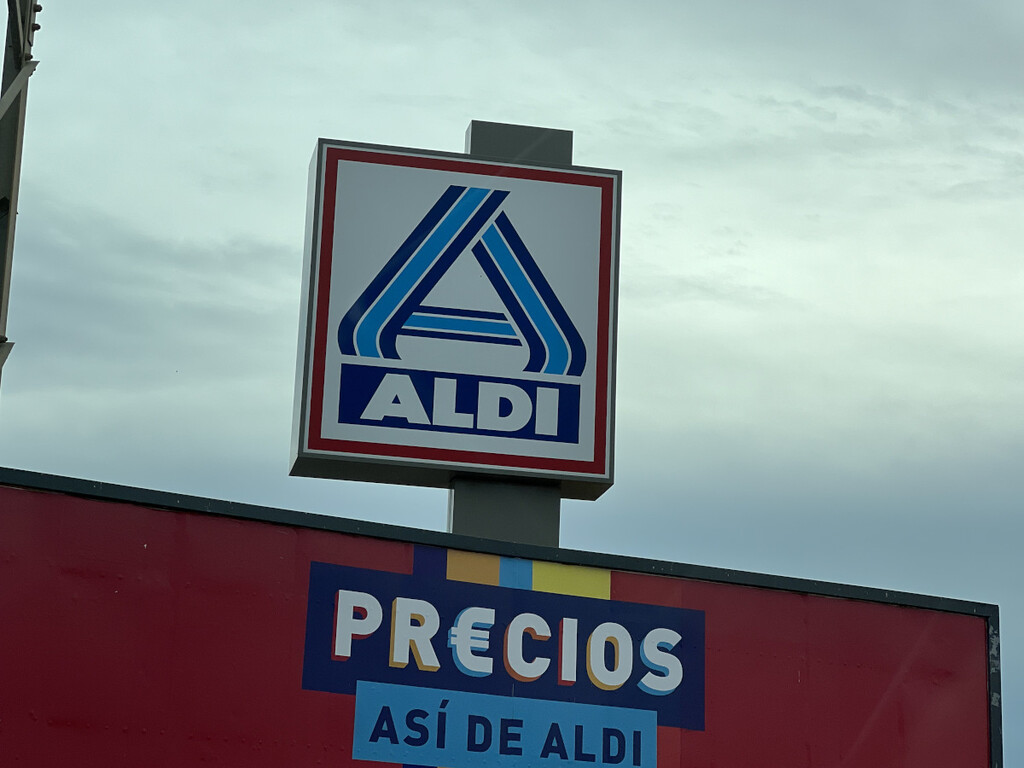 ALDI
PR€CIOS
ASÍ DE ALDI